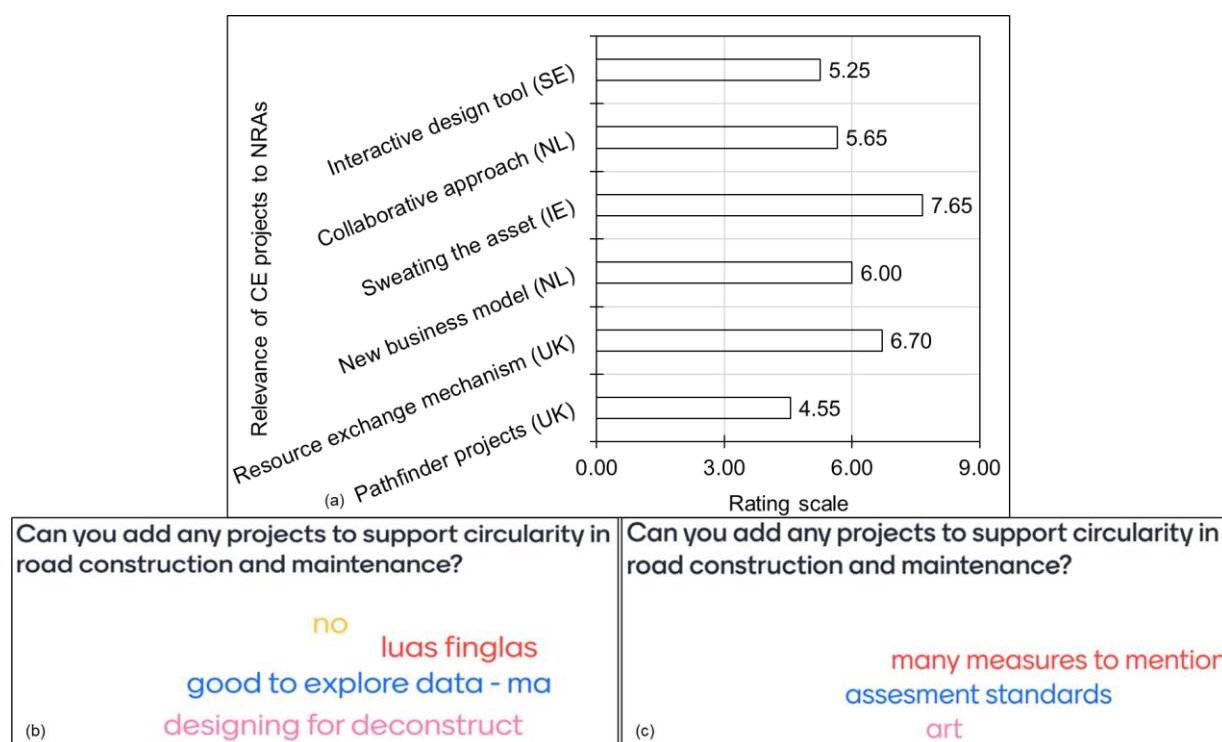 Relevance of CE projects to NRAs
Interactive design tool (SE)
5.25
Collaborative approach (NL)
5.65
Sweating the asset (IE)
7.65
New business model (NL)
6.00
Resource exchange mechanism (UK)
6.70
Pathfinder projects (UK)
4.55
0.00 3.00 6.00 9.00
(a)
Rating scale
Can you add any projects to support circularity in
road construction and maintenance?
no
luas finglas
good to explore data - ma
designing for deconstruct
(b)
Can you add any projects to support circularity in
road construction and maintenance?
many measures to mention
assesment standards
art
(c)